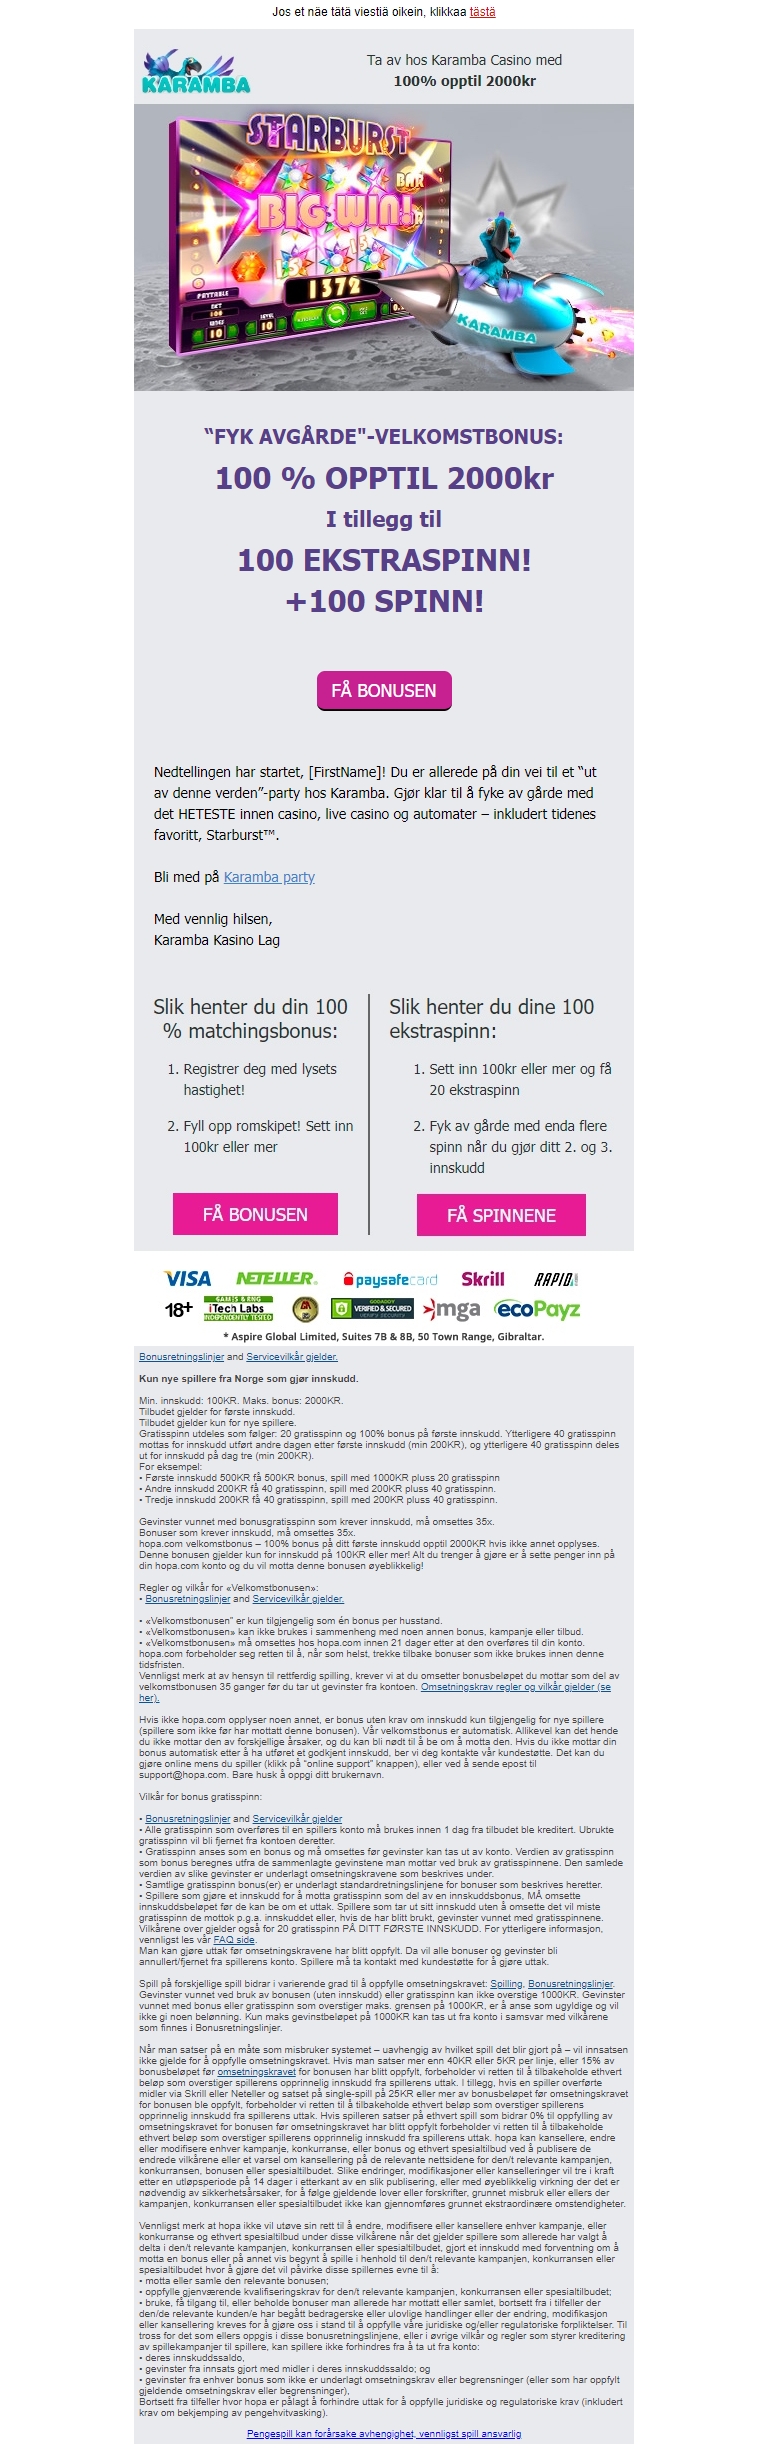 Jos et näe tätä viestiä oikein, klikkaa tästä
KARAMBA
Ta av hos Karamba Casino med
100% opptil 2000kr
STARBURST
BIG WIN!
BAR
15
1372
PAYTABLE
BET
100
LINES
10
LEVEL
10
KARAMBA
“FYK AVGÅRDE"-VELKOMSTBONUS:
100 % OPPTIL 2000kr
I tillegg til
100 EKSTRASPINN!
+100 SPINN!
FÅ BONUSEN
Nedtellingen har startet, [FirstName]! Du er allerede på din vei til et “ut
av denne verden”-party hos Karamba. Gjør klar til å fyke av gårde med
det HETESTE innen casino, live casino og automater – inkludert tidenes
favoritt, Starburst™.
Bli med på Karamba party
Med vennlig hilsen,
Karamba Kasino Lag
Slik henter du din 100
% matchingsbonus:
1. Registrer deg med lysets
hastighet!
2. Fyll opp romskipet! Sett inn
100kr eller mer
FÅ BONUSEN
Slik henter du dine 100
ekstraspinn:
1. Sett inn 100kr eller mer og få
20 ekstraspinn
2. Fyk av gårde med enda flere
spinn når du gjør ditt 2. og 3.
innskudd
FÅ SPINNENE
VISA NETELLER paysafecard Skrill RAPID
18+ GAMES & RNG iTech Labs INDEPENDENTLY TESTED GODADDY VERIFIED & SECURED VERIFY SECURITY mga ecoPayz
* Aspire Global Limited, Suites 7B & 8B, 50 Town Range, Gibraltar.
Bonusretningslinjer and Servicevilkår gjelder.
Kun nye spillere fra Norge som gjør innskudd.
Min. innskudd: 100KR. Maks. bonus: 2000KR.
Tilbudet gjelder for første innskudd.
Tilbudet gjelder kun for nye spillere.
Gratisspinn utdeles som følger: 20 gratisspinn og 100% bonus på første innskudd. Ytterligere 40 gratisspinn
mottas for innskudd utført andre dagen etter første innskudd (min 200KR), og ytterligere 40 gratisspinn deles
ut for innskudd på dag tre (min 200KR).
For eksempel:
• Første innskudd 500KR få 500KR bonus, spill med 1000KR pluss 20 gratisspinn
• Andre innskudd 200KR få 40 gratisspinn, spill med 200KR pluss 40 gratisspinn.
• Tredje innskudd 200KR få 40 gratisspinn, spill med 200KR pluss 40 gratisspinn.
Gevinster vunnet med bonusgratisspinn som krever innskudd, må omsettes 35x.
Bonuser som krever innskudd, må omsettes 35x.
hopa.com velkomstbonus – 100% bonus på ditt første innskudd opptil 2000KR hvis ikke annet opplyses.
Denne bonusen gjelder kun for innskudd på 100KR eller mer! Alt du trenger å gjøre er å sette penger inn på
din hopa.com konto og du vil motta denne bonusen øyeblikkelig!
Regler og vilkår for «Velkomstbonusen»:
• Bonusretningslinjer and Servicevilkår gjelder.
• «Velkomstbonusen” er kun tilgjengelig som én bonus per husstand.
• «Velkomstbonusen» kan ikke brukes i sammenheng med noen annen bonus, kampanje eller tilbud.
• «Velkomstbonusen» må omsettes hos hopa.com innen 21 dager etter at den overføres til din konto.
hopa.com forbeholder seg retten til å, når som helst, trekke tilbake bonuser som ikke brukes innen denne
tidsfristen.
Vennligst merk at av hensyn til rettferdig spilling, krever vi at du omsetter bonusbeløpet du mottar som del av
velkomstbonusen 35 ganger før du tar ut gevinster fra kontoen. Omsetningskrav regler og vilkår gjelder (se
her).
Hvis ikke hopa.com opplyser noen annet, er bonus uten krav om innskudd kun tilgjengelig for nye spillere
(spillere som ikke før har mottatt denne bonusen). Vår velkomstbonus er automatisk. Allikevel kan det hende
du ikke mottar den av forskjellige årsaker, og du kan bli nødt til å be om å motta den. Hvis du ikke mottar din
bonus automatisk etter å ha utføret et godkjent innskudd, ber vi deg kontakte vår kundestøtte. Det kan du
gjøre online mens du spiller (klikk på “online support” knappen), eller ved å sende epost til
support@hopa.com. Bare husk å oppgi ditt brukernavn.
Vilkår for bonus gratisspinn:
• Bonusretningslinjer and Servicevilkår gjelder
• Alle gratisspinn som overføres til en spillers konto må brukes innen 1 dag fra tilbudet ble kreditert. Ubrukte
gratisspinn vil bli fjernet fra kontoen deretter.
• Gratisspinn anses som en bonus og må omsettes før gevinster kan tas ut av konto. Verdien av gratisspinn
som bonus beregnes utfra de sammenlagte gevinstene man mottar ved bruk av gratisspinnene. Den samlede
verdien av slike gevinster er underlagt omsetningskravene som beskrives under.
• Samtlige gratisspinn bonus(er) er underlagt standardretningslinjene for bonuser som beskrives heretter.
• Spillere som gjøre et innskudd for å motta gratisspinn som del av en innskuddsbonus, MÅ omsette
innskuddsbeløpet før de kan be om et uttak. Spillere som tar ut sitt innskudd uten å omsette det vil miste
gratisspinn de mottok p.g.a. innskuddet eller, hvis de har blitt brukt, gevinster vunnet med gratisspinnene.
Vilkårene over gjelder også for 20 gratisspinn PÅ DITT FØRSTE INNSKUDD. For ytterligere informasjon,
vennligst les vår FAQ side.
Man kan gjøre uttak før omsetningskravene har blitt oppfylt. Da vil alle bonuser og gevinster bli
annullert/fjernet fra spillerens konto. Spillere må ta kontakt med kundestøtte for å gjøre uttak.
Spill på forskjellige spill bidrar i varierende grad til å oppfylle omsetningskravet: Spilling, Bonusretningslinjer.
Gevinster vunnet ved bruk av bonusen (uten innskudd) eller gratisspinn kan ikke overstige 1000KR. Gevinster
vunnet med bonus eller gratisspinn som overstiger maks. grensen på 1000KR, er å anse som ugyldige og vil
ikke gi noen belønning. Kun maks gevinstbeløpet på 1000KR kan tas ut fra konto i samsvar med vilkårene
som finnes i Bonusretningslinjer.
Når man satser på en måte som misbruker systemet – uavhengig av hvilket spill det blir gjort på – vil innsatsen
ikke gjelde for å oppfylle omsetningskravet. Hvis man satser mer enn 40KR eller 5KR per linje, eller 15% av
bonusbeløpet før omsetningskravet for bonusen har blitt oppfylt, forbeholder vi retten til å tilbakeholde ethvert
beløp som overstiger spillerens opprinnelig innskudd fra spillerens uttak. I tillegg, hvis en spiller overførte
midler via Skrill eller Neteller og satset på single-spill på 25KR eller mer av bonusbeløpet før omsetningskravet
for bonusen ble oppfylt, forbeholder vi retten til å tilbakeholde ethvert beløp som overstiger spillerens
opprinnelig innskudd fra spillerens uttak. Hvis spilleren satser på ethvert spill som bidrar 0% til oppfylling av
omsetningskravet for bonusen før omsetningskravet har blitt oppfylt forbeholder vi retten til å tilbakeholde
ethvert beløp som overstiger spillerens opprinnelig innskudd fra spillerens uttak. hopa kan kansellere, endre
eller modifisere enhver kampanje, konkurranse, eller bonus og ethvert spesialtilbud ved å publisere de
endrede vilkårene eller et varsel om kansellering på de relevante nettsidene for den/t relevante kampanjen,
konkurransen, bonusen eller spesialtilbudet. Slike endringer, modifikasjoner eller kanselleringer vil tre i kraft
etter en utløpsperiode på 14 dager i etterkant av en slik publisering, eller med øyeblikkelig virkning der det er
nødvendig av sikkerhetsårsaker, for å følge gjeldende lover eller forskrifter, grunnet misbruk eller ellers der
kampanjen, konkurransen eller spesialtilbudet ikke kan gjennomføres grunnet ekstraordinære omstendigheter.
Vennligst merk at hopa ikke vil utøve sin rett til å endre, modifisere eller kansellere enhver kampanje, eller
konkurranse og ethvert spesialtilbud under disse vilkårene når det gjelder spillere som allerede har valgt å
delta i den/t relevante kampanjen, konkurransen eller spesialtilbudet, gjort et innskudd med forventning om å
motta en bonus eller på annet vis begynt å spille i henhold til den/t relevante kampanjen, konkurransen eller
spesialtilbudet hvor å gjøre det vil påvirke disse spillernes evne til å:
• motta eller samle den relevante bonusen;
• oppfylle gjenværende kvalifiseringskrav for den/t relevante kampanjen, konkurransen eller spesialtilbudet;
• bruke, få tilgang til, eller beholde bonuser man allerede har mottatt eller samlet, bortsett fra i tilfeller der
den/de relevante kunden/e har begått bedragerske eller ulovlige handlinger eller der endring, modifikasjon
eller kansellering kreves for å gjøre oss i stand til å oppfylle våre juridiske og/eller regulatoriske forpliktelser. Til
tross for det som ellers oppgis i disse bonusretningslinjene, eller i øvrige vilkår og regler som styrer kreditering
av spillekampanjer til spillere, kan spillere ikke forhindres fra å ta ut fra konto:
• deres innskuddssaldo,
• gevinster fra innsats gjort med midler i deres innskuddssaldo; og
• gevinster fra enhver bonus som ikke er underlagt omsetningskrav eller begrensninger (eller som har oppfylt
gjeldende omsetningskrav eller begrensninger),
Bortsett fra tilfeller hvor hopa er pålagt å forhindre uttak for å oppfylle juridiske og regulatoriske krav (inkludert
krav om bekjemping av pengehvitvasking).
Pengespill kan forårsake avhengighet, vennligst spill ansvarlig